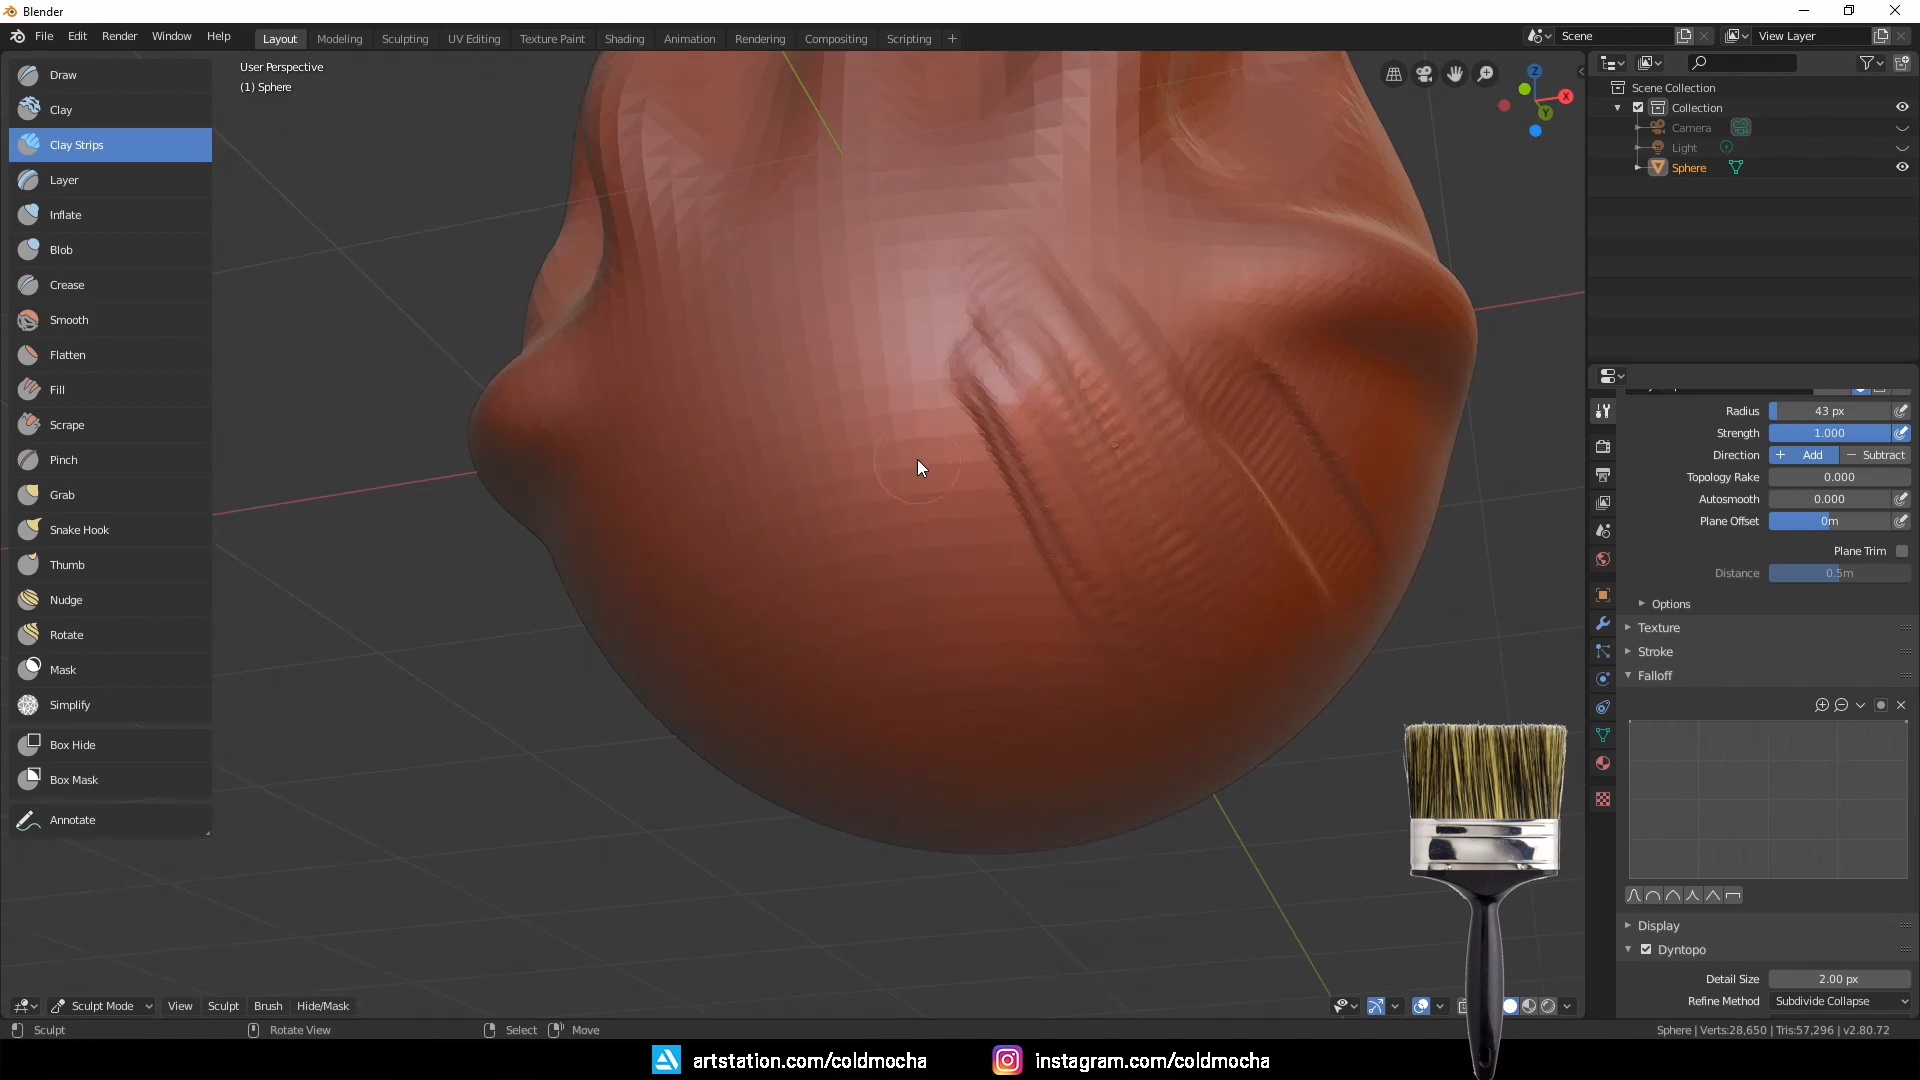 Blender
File Edit Render Window Help
Layout Modeling Sculpting UV Editing Texture Paint Shading Animation Rendering Compositing Scripting +
Scene
View Layer
User Perspective
(1) Sphere
Draw
Clay
Clay Strips
Layer
Inflate
Blob
Crease
Smooth
Flatten
Fill
Scrape
Pinch
Grab
Snake Hook
Thumb
Nudge
Rotate
Mask
Simplify
Box Hide
Box Mask
Annotate
Z
X
Y
Scene Collection
Collection
Camera
Light
Sphere
Radius 43 px
Strength 1.000
Direction + Add − Subtract
Topology Rake 0.000
Autosmooth 0.000
Plane Offset 0m
Plane Trim
Distance 0.5m
Options
Texture
Stroke
Falloff
Display
Dyntopo
Detail Size 2.00 px
Refine Method Subdivide Collapse
Sculpt Mode View Sculpt Brush Hide/Mask
Sculpt Rotate View Select Move
Sphere | Verts:28,650 | Tris:57,296 | v2.80.72
artstation.com/coldmocha instagram.com/coldmocha